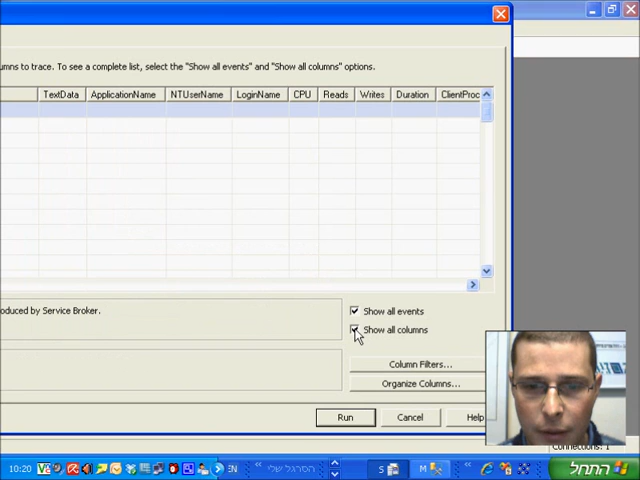 umns to trace. To see a complete list, select the "Show all events" and "Show all columns" options.
TextData ApplicationName NTUserName LoginName CPU Reads Writes Duration ClientProc
oduced by Service Broker.
Show all events
Show all columns
Column Filters...
Organize Columns...
Run Cancel Help
Connections: 1
10:20 EN הסרגל שלי S M התחל